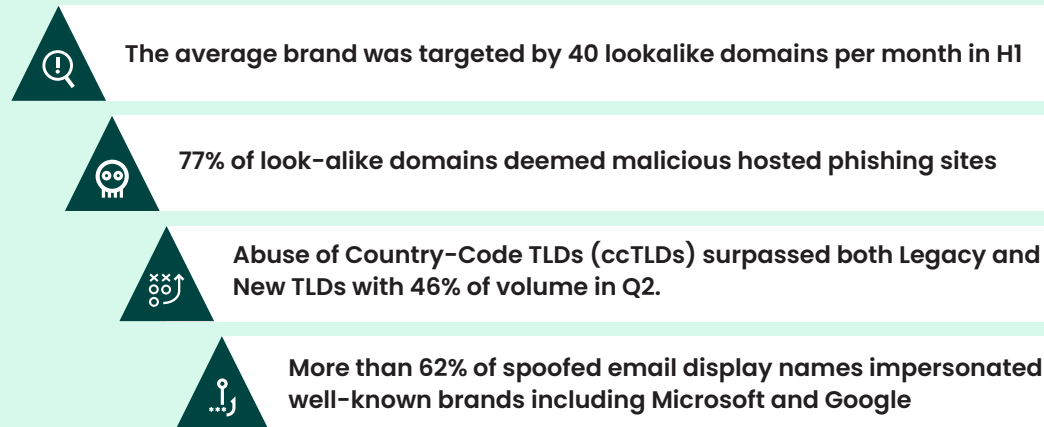 The average brand was targeted by 40 lookalike domains per month in H1
77% of look-alike domains deemed malicious hosted phishing sites
Abuse of Country-Code TLDs (ccTLDs) surpassed both Legacy and
New TLDs with 46% of volume in Q2.
More than 62% of spoofed email display names impersonated
well-known brands including Microsoft and Google